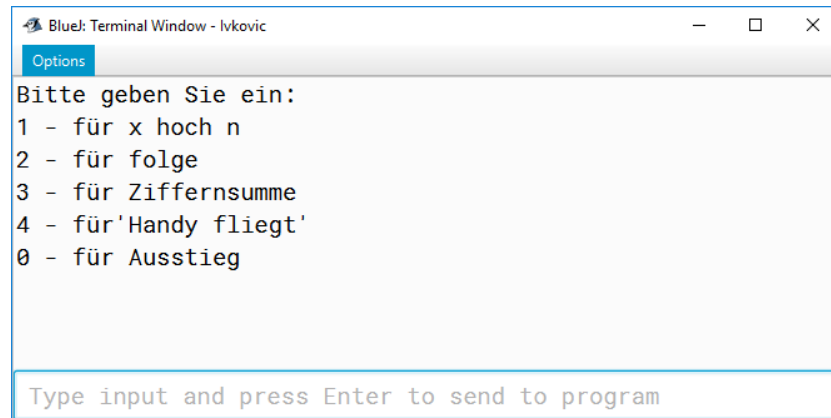 BlueJ: Terminal Window - Ivkovic
Options
Bitte geben Sie ein:
1 - für x hoch n
2 - für folge
3 - für Ziffernsumme
4 - für'Handy fliegt'
0 - für Ausstieg
Type input and press Enter to send to program